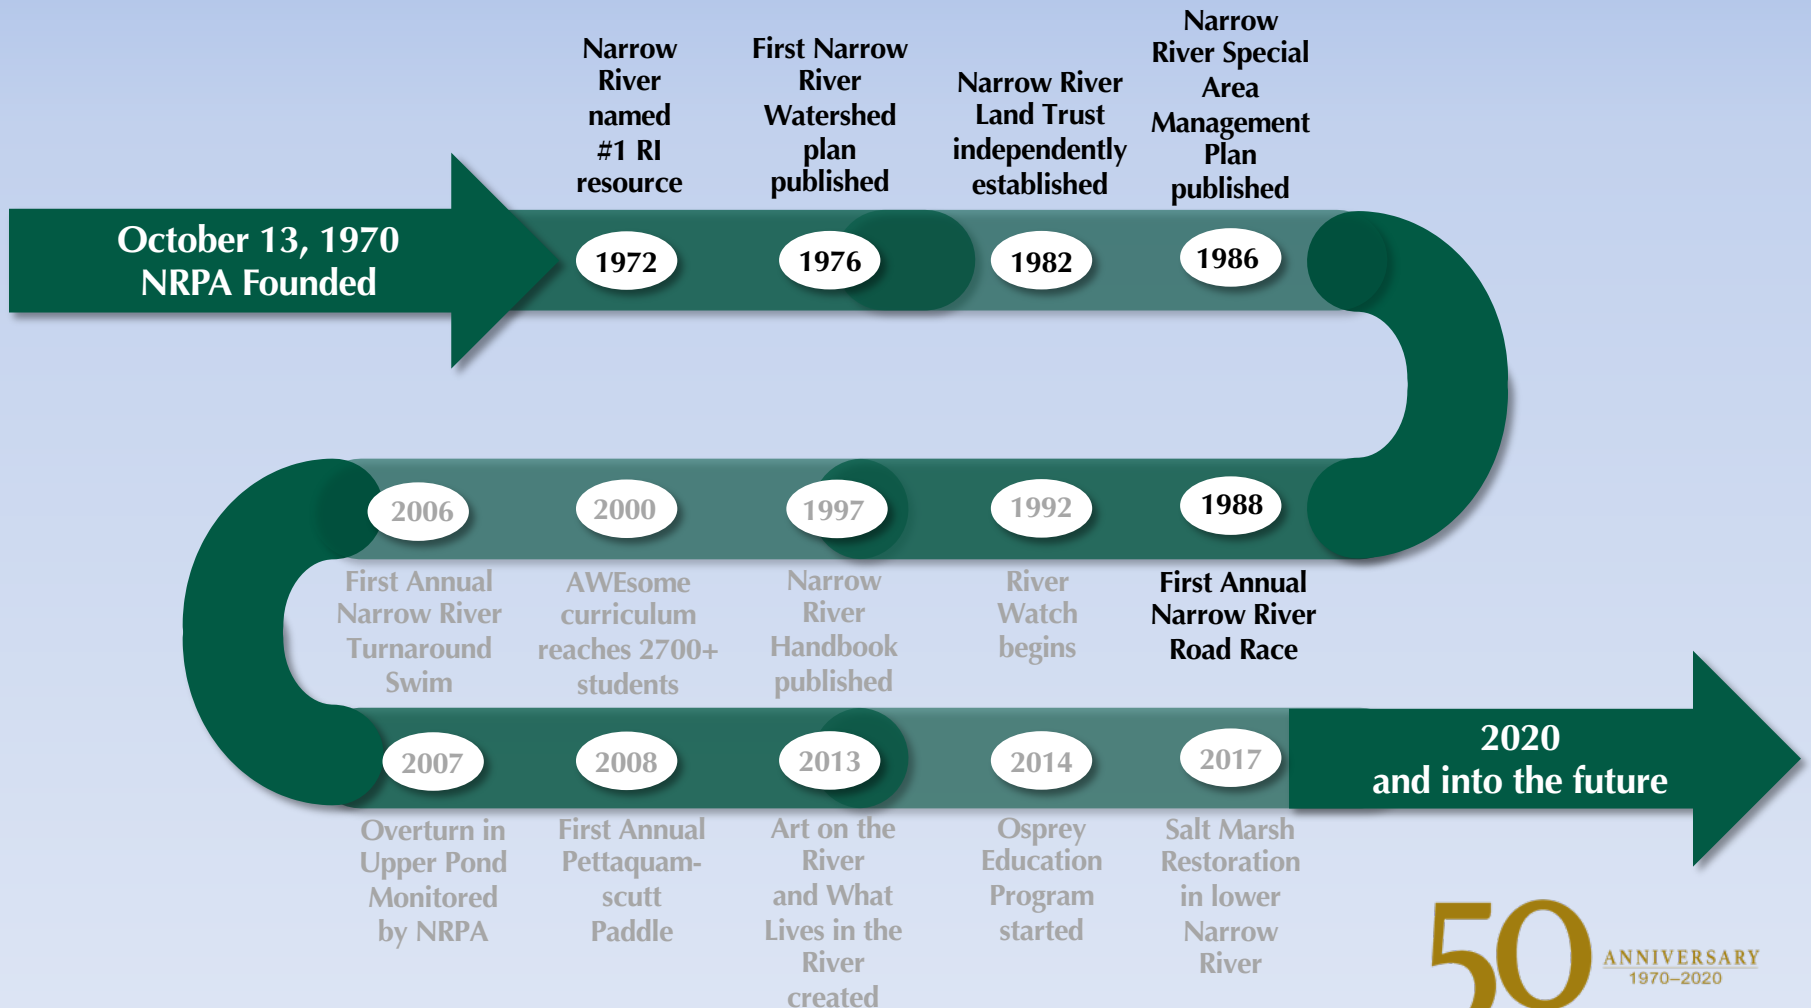 October 13, 1970
NRPA Founded
Narrow
River
named
#1 RI
resource
1972
First Narrow
River
Watershed
plan
published
1976
Narrow River
Land Trust
independently
established
1982
Narrow
River Special
Area
Management
Plan
published
1986
1988
First Annual
Narrow River
Road Race
1992
River
Watch
begins
1997
Narrow
River
Handbook
published
2000
AWEsome
curriculum
reaches 2700+
students
2006
First Annual
Narrow River
Turnaround
Swim
2007
Overturn in
Upper Pond
Monitored
by NRPA
2008
First Annual
Pettaquam-
scutt
Paddle
2013
Art on the
River
and What
Lives in the
River
created
2014
Osprey
Education
Program
started
2017
Salt Marsh
Restoration
in lower
Narrow
River
2020
and into the future
50
ANNIVERSARY
1970–2020